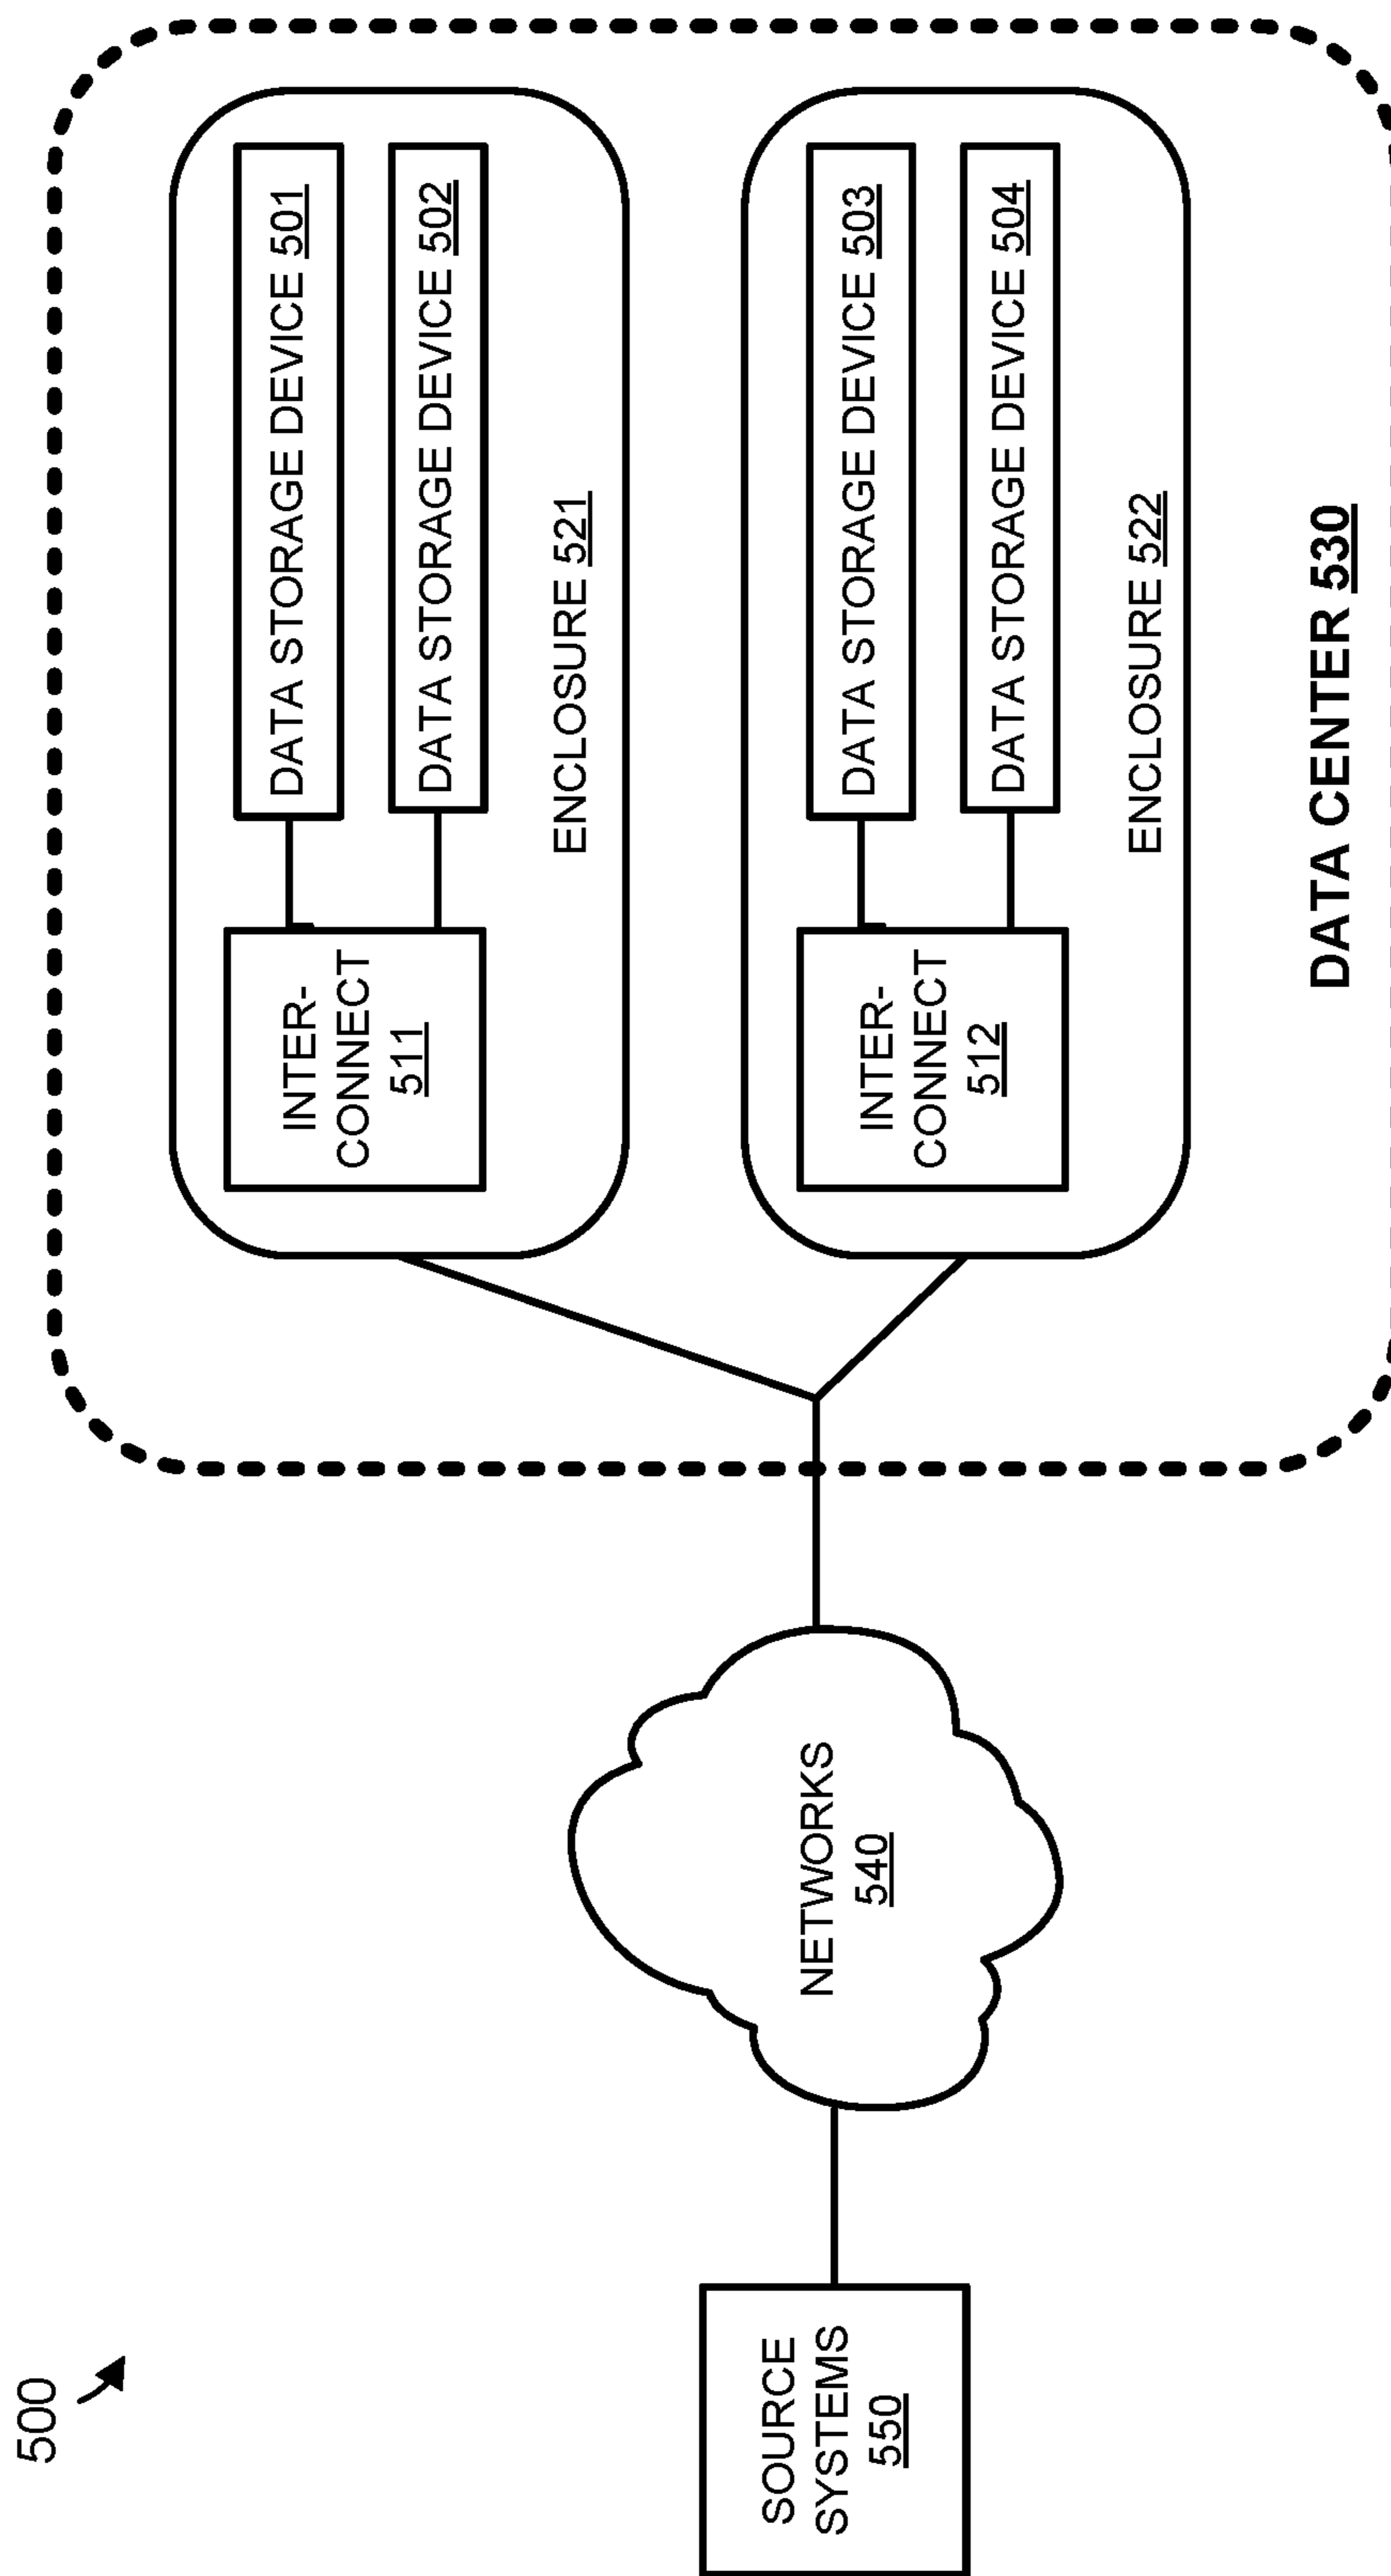 500
SOURCE
SYSTEMS
550
NETWORKS
540
INTER-
CONNECT
511
DATA STORAGE DEVICE 501
DATA STORAGE DEVICE 502
ENCLOSURE 521
INTER-
CONNECT
512
DATA STORAGE DEVICE 503
DATA STORAGE DEVICE 504
ENCLOSURE 522
DATA CENTER 530